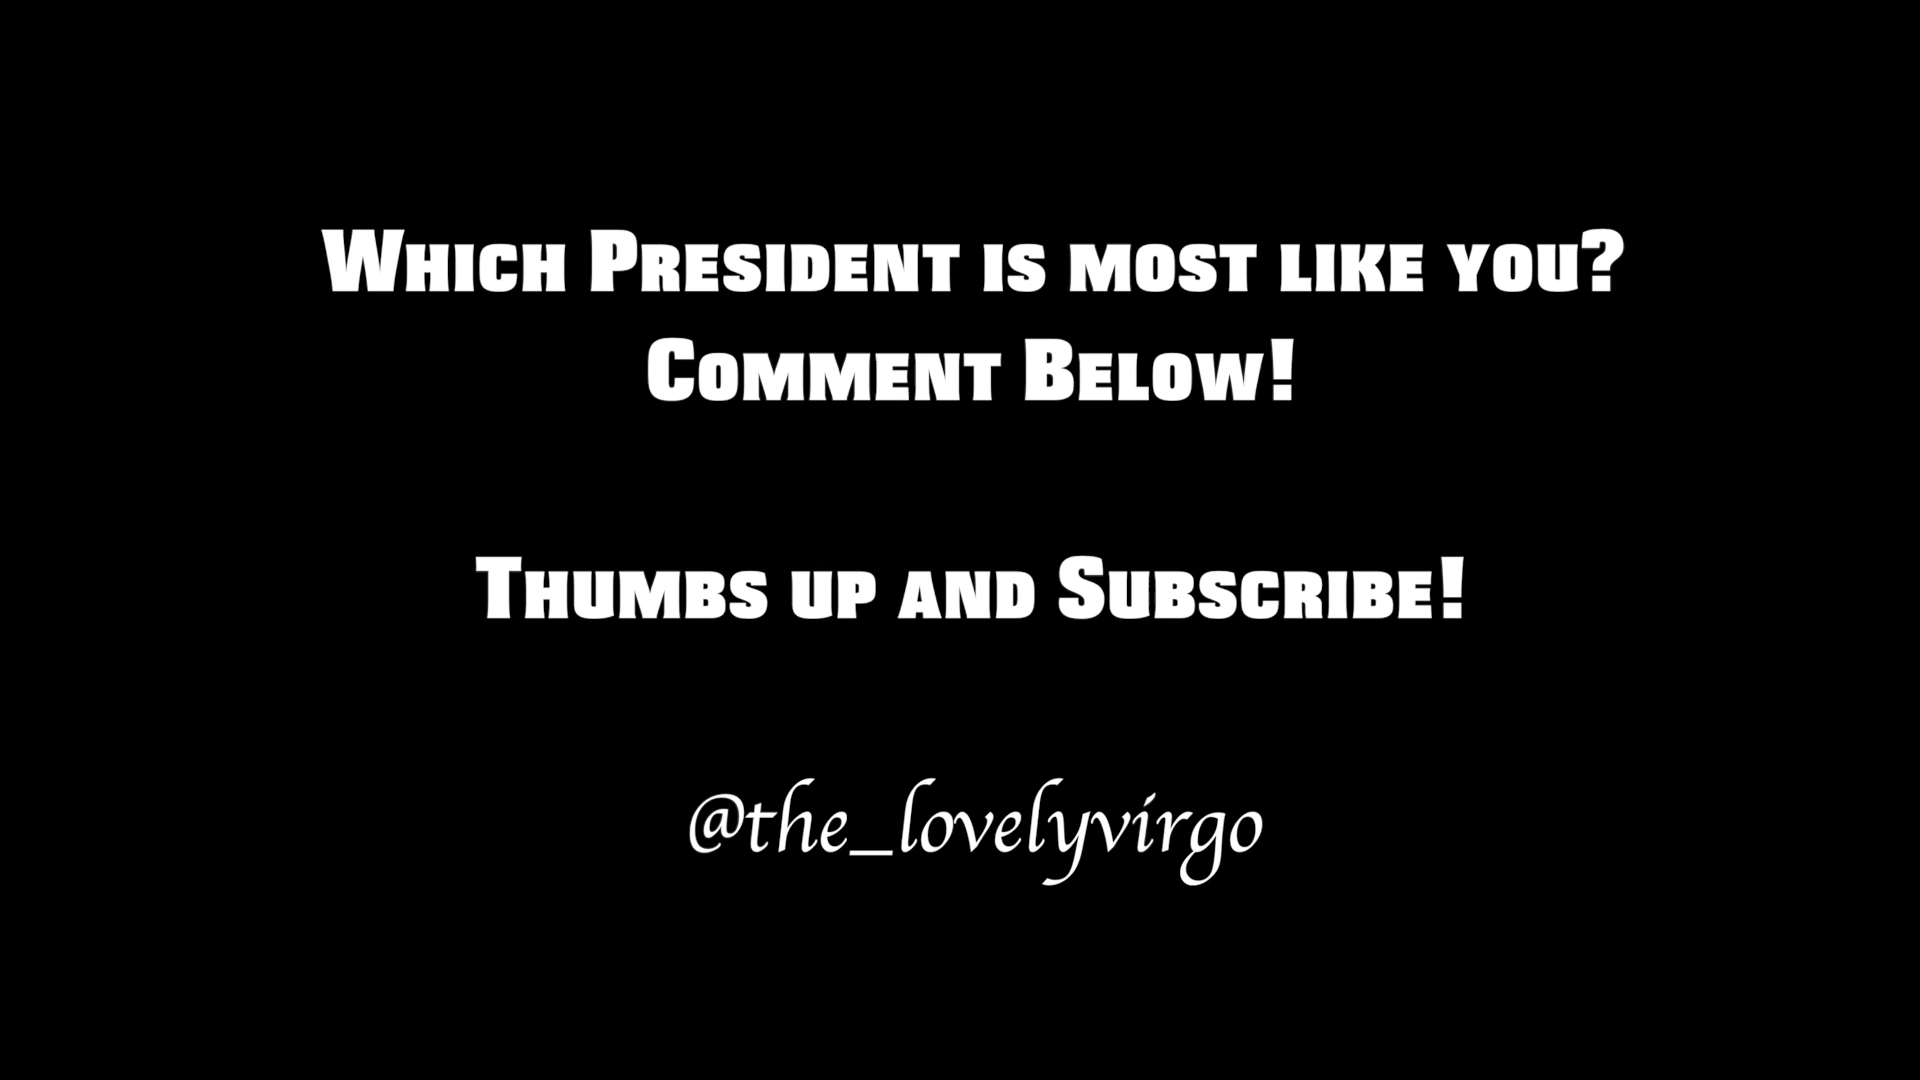 Which President is most like you?
Comment Below!
Thumbs up and Subscribe!
@the_lovelyvirgo